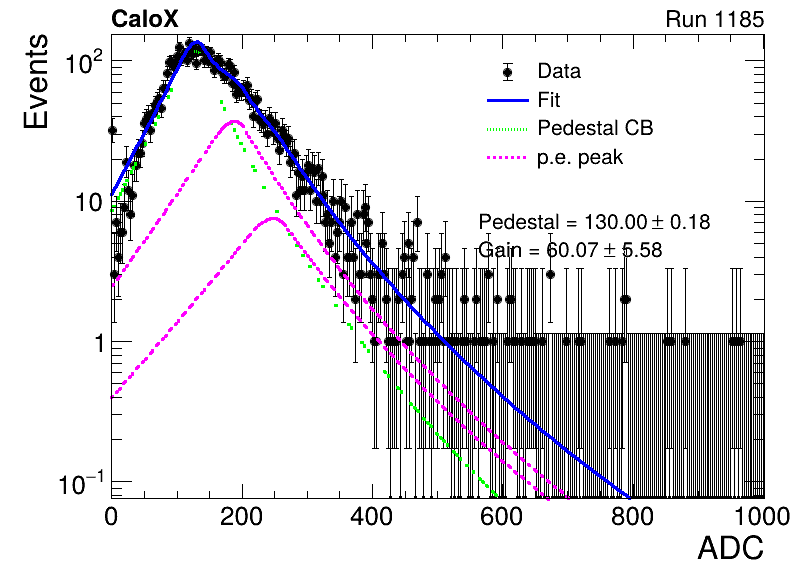 CaloX Run 1185
Events
Data
Fit
Pedestal CB
p.e. peak
Pedestal = 130.00 ± 0.18
Gain = 60.07 ± 5.58
10²
10
1
10⁻¹
0 200 400 600 800 1000
ADC